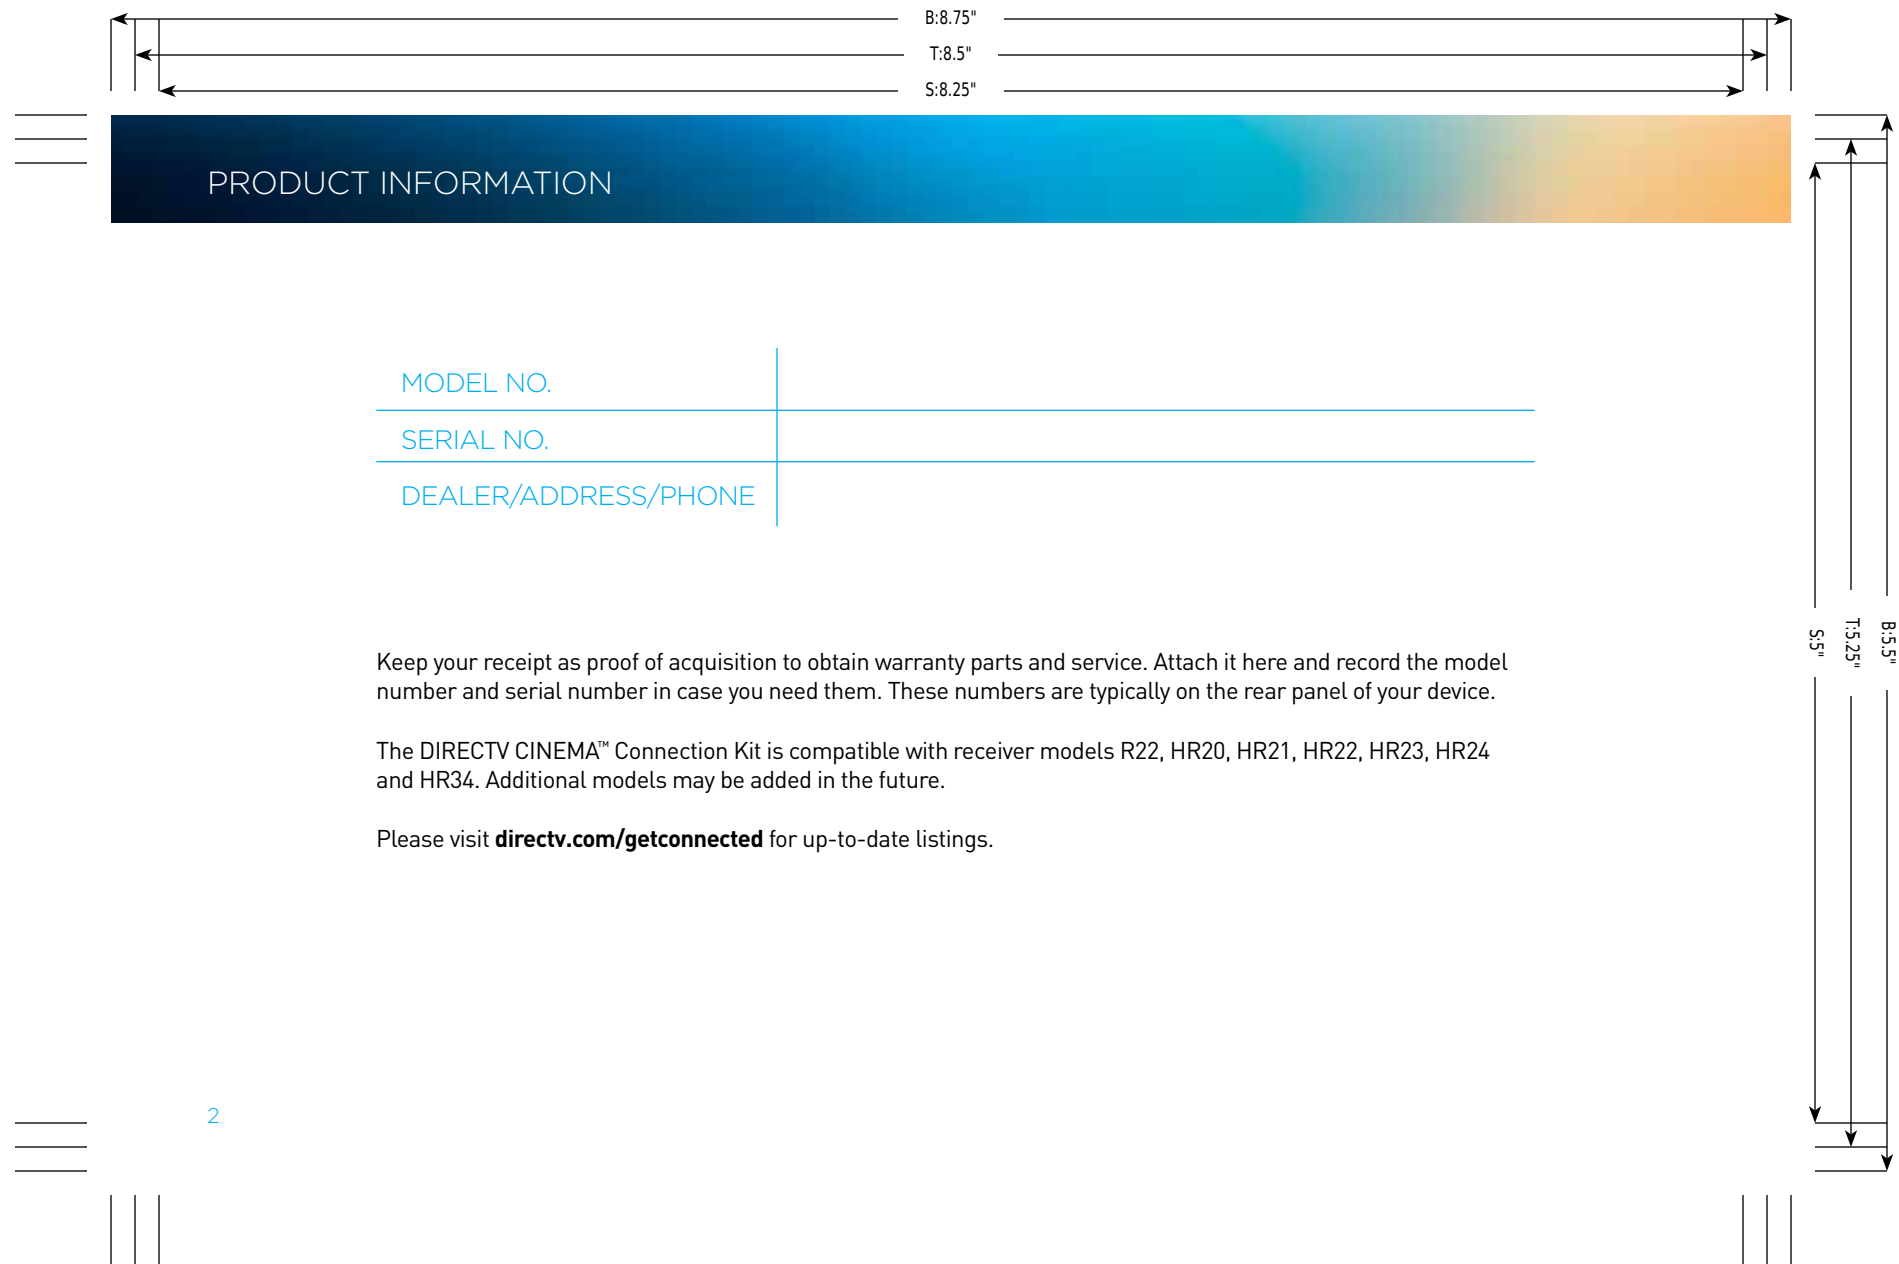 B:8.75"
T:8.5"
S:8.25"
PRODUCT INFORMATION
MODEL NO.
SERIAL NO.
DEALER/ADDRESS/PHONE
Keep your receipt as proof of acquisition to obtain warranty parts and service. Attach it here and record the model
number and serial number in case you need them. These numbers are typically on the rear panel of your device.
The DIRECTV CINEMA™ Connection Kit is compatible with receiver models R22, HR20, HR21, HR22, HR23, HR24
and HR34. Additional models may be added in the future.
Please visit directv.com/getconnected for up-to-date listings.
2
S:5"
T:5.25"
B:5.5"